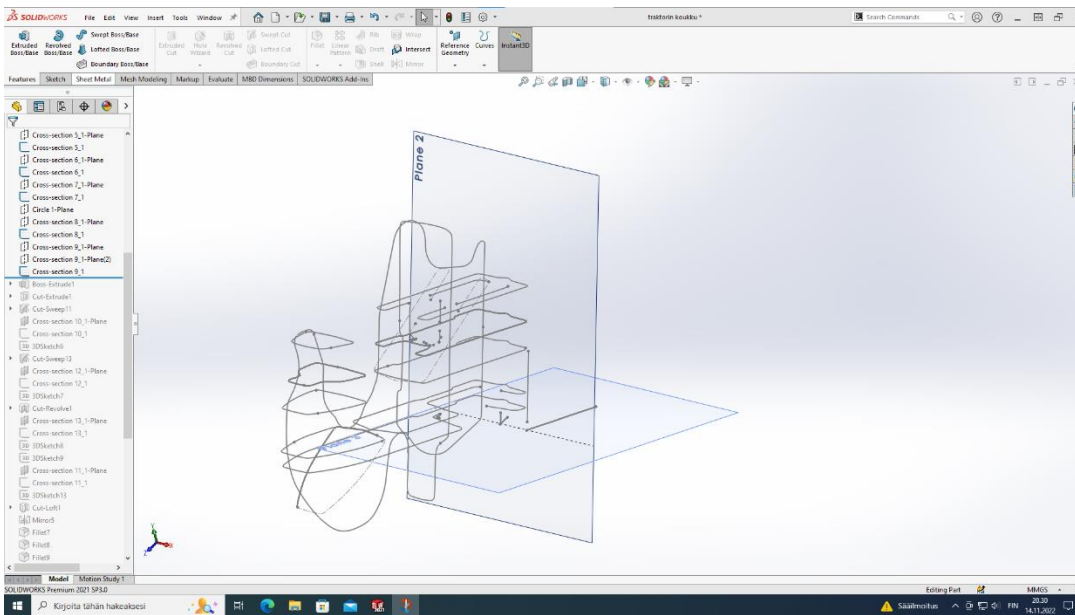 SOLIDWORKS File Edit View Insert Tools Window traktorin koukku * Search Commands
Extruded Boss/Base Revolved Boss/Base Swept Boss/Base Lofted Boss/Base Boundary Boss/Base Extruded Cut Hole Wizard Revolved Cut Swept Cut Lofted Cut Boundary Cut Fillet Linear Pattern Rib Draft Shell Wrap Intersect Mirror Reference Geometry Curves Instant3D
Features Sketch Sheet Metal Mesh Modeling Markup Evaluate MBD Dimensions SOLIDWORKS Add-Ins
Cross-section 5_1-Plane
Cross-section 5_1
Cross-section 6_1-Plane
Cross-section 6_1
Cross-section 7_1-Plane
Cross-section 7_1
Circle 1-Plane
Cross-section 8_1-Plane
Cross-section 8_1
Cross-section 9_1-Plane
Cross-section 9_1-Plane(2)
Cross-section 9_1
Boss-Extrude1
Cut-Extrude1
Cut-Sweep11
Cross-section 10_1-Plane
Cross-section 10_1
3DSketch6
Cut-Sweep13
Cross-section 12_1-Plane
Cross-section 12_1
3DSketch7
Cut-Revolve1
Cross-section 13_1-Plane
Cross-section 13_1
3DSketch8
3DSketch9
Cross-section 11_1-Plane
Cross-section 11_1
3DSketch13
Cut-Loft1
Mirror5
Fillet7
Fillet8
Fillet9
Plane 2
Y
X
Z
Model Motion Study 1
SOLIDWORKS Premium 2021 SP3.0 Editing Part MMGS
Kirjoita tähän hakeaksesi Sääilmoitus FIN 20.30
14.11.2022